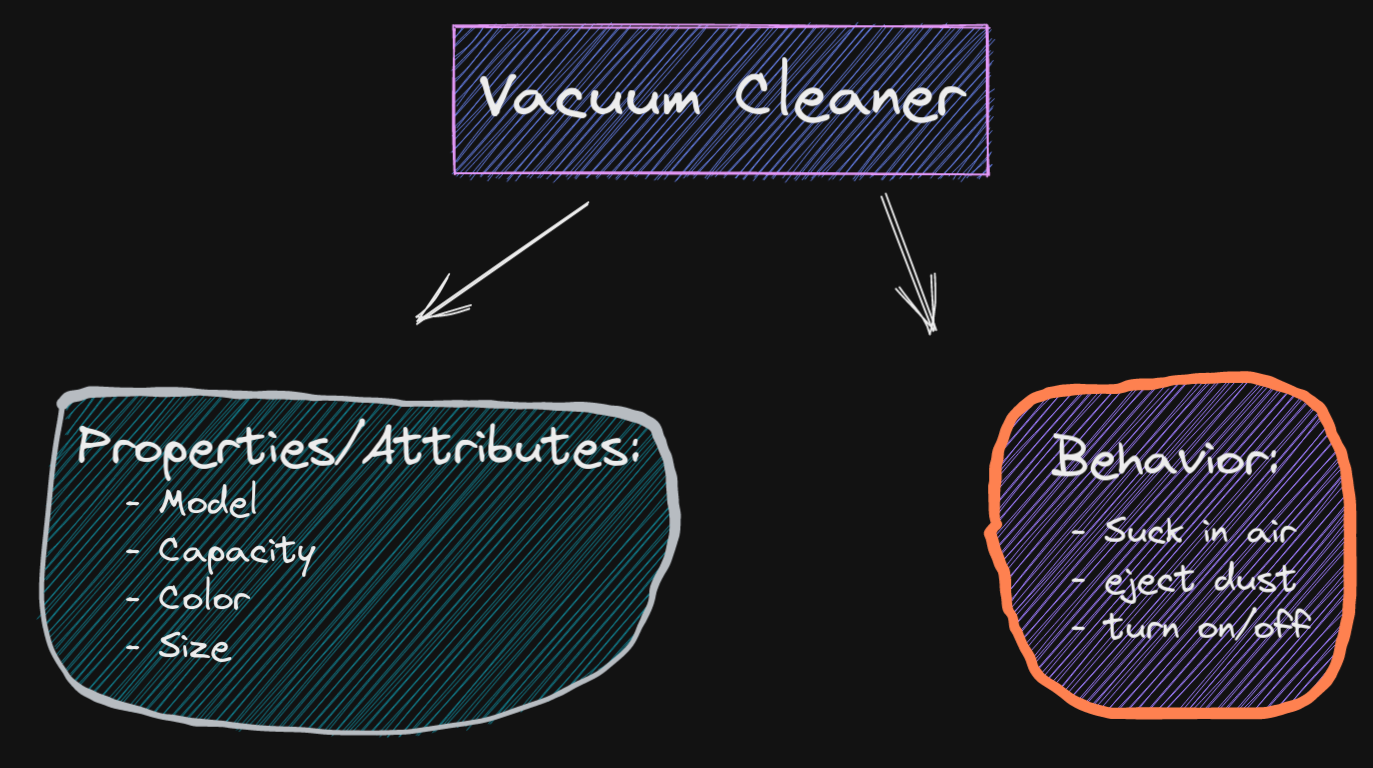 Vacuum Cleaner
Properties/Attributes:
- Model
- Capacity
- Color
- Size
Behavior:
- Suck in air
- eject dust
- turn on/off